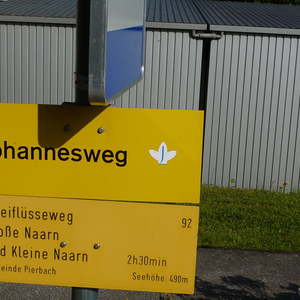 ohannesweg
eiflüsseweg 92
oße Naarn
d Kleine Naarn 2h30min
einde Pierbach Seehöhe 490m